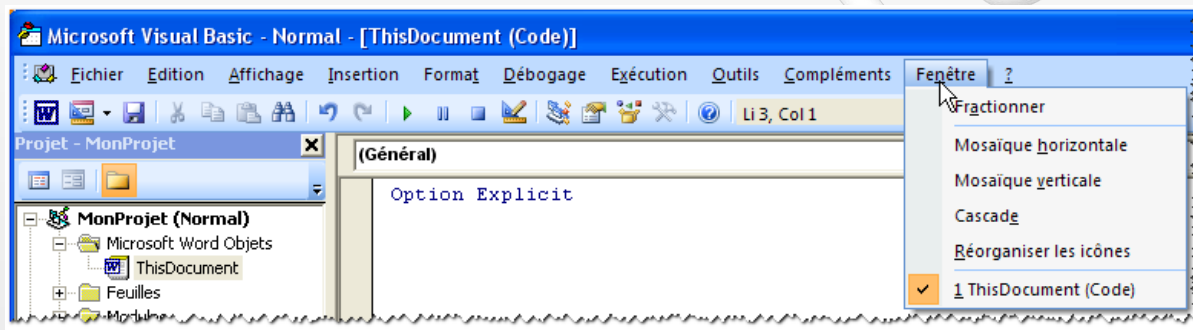 Microsoft Visual Basic - Normal - [ThisDocument (Code)]
Fichier Edition Affichage Insertion Format Débogage Exécution Outils Compléments Fenêtre ?
Li 3, Col 1
Fractionner
Mosaïque horizontale
Mosaïque verticale
Cascade
Réorganiser les icônes
1 ThisDocument (Code)
Projet - MonProjet
MonProjet (Normal)
Microsoft Word Objets
ThisDocument
Feuilles
Modules
(Général)
Option Explicit